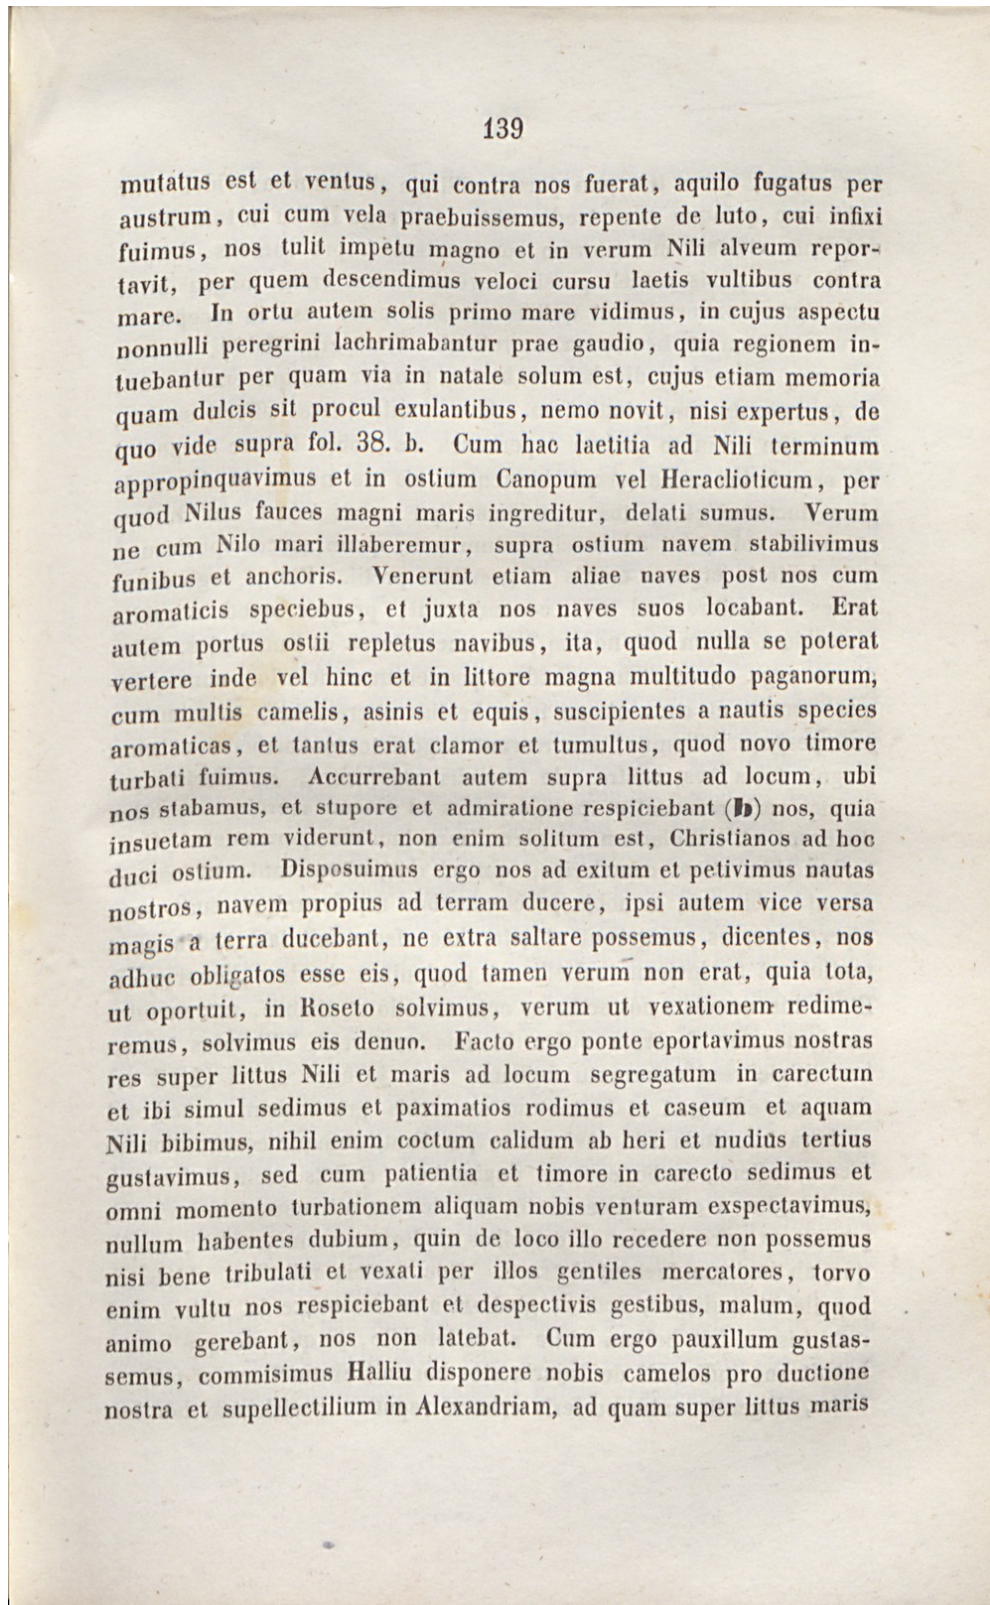 139
mutatus est et ventus, qui contra nos fuerat, aquilo fugatus per
austrum, cui cum vela praebuissemus, repente de luto, cui infixi
fuimus, nos tulit impetu magno et in verum Nili alveum repor-
tavit, per quem descendimus veloci cursu laetis vultibus contra
mare. In ortu autem solis primo mare vidimus, in cujus aspectu
nonnulli peregrini lachrimabantur prae gaudio, quia regionem in-
tuebantur per quam via in natale solum est, cujus etiam memoria
quam dulcis sit procul exulantibus, nemo novit, nisi expertus, de
quo vide supra fol. 38. b. Cum hac laetitia ad Nili terminum
appropinquavimus et in ostium Canopum vel Heraclioticum, per
quod Nilus fauces magni maris ingreditur, delati sumus. Verum
ne cum Nilo mari illaberemur, supra ostium navem stabilivimus
funibus et anchoris. Venerunt etiam aliae naves post nos cum
aromaticis speciebus, et juxta nos naves suos locabant. Erat
autem portus ostii repletus navibus, ita, quod nulla se poterat
vertere inde vel hinc et in littore magna multitudo paganorum,
cum multis camelis, asinis et equis, suscipientes a nautis species
aromaticas, et tantus erat clamor et tumultus, quod novo timore
turbati fuimus. Accurrebant autem supra littus ad locum, ubi
nos stabamus, et stupore et admiratione respiciebant (b) nos, quia
insuetam rem viderunt, non enim solitum est, Christianos ad hoc
duci ostium. Disposuimus ergo nos ad exitum et petivimus nautas
nostros, navem propius ad terram ducere, ipsi autem vice versa
magis a terra ducebant, ne extra saltare possemus, dicentes, nos
adhuc obligatos esse eis, quod tamen verum non erat, quia tota,
ut oportuit, in Roseto solvimus, verum ut vexationem redime-
remus, solvimus eis denuo. Facto ergo ponte eportavimus nostras
res super littus Nili et maris ad locum segregatum in carectum
et ibi simul sedimus et paximatios rodimus et caseum et aquam
Nili bibimus, nihil enim coctum calidum ab heri et nudius tertius
gustavimus, sed cum patientia et timore in carecto sedimus et
omni momento turbationem aliquam nobis venturam exspectavimus,
nullum habentes dubium, quin de loco illo recedere non possemus
nisi bene tribulati et vexati per illos gentiles mercatores, torvo
enim vultu nos respiciebant et despectivis gestibus, malum, quod
animo gerebant, nos non latebat. Cum ergo pauxillum gustas-
semus, commisimus Halliu disponere nobis camelos pro ductione
nostra et supellectilium in Alexandriam, ad quam super littus maris